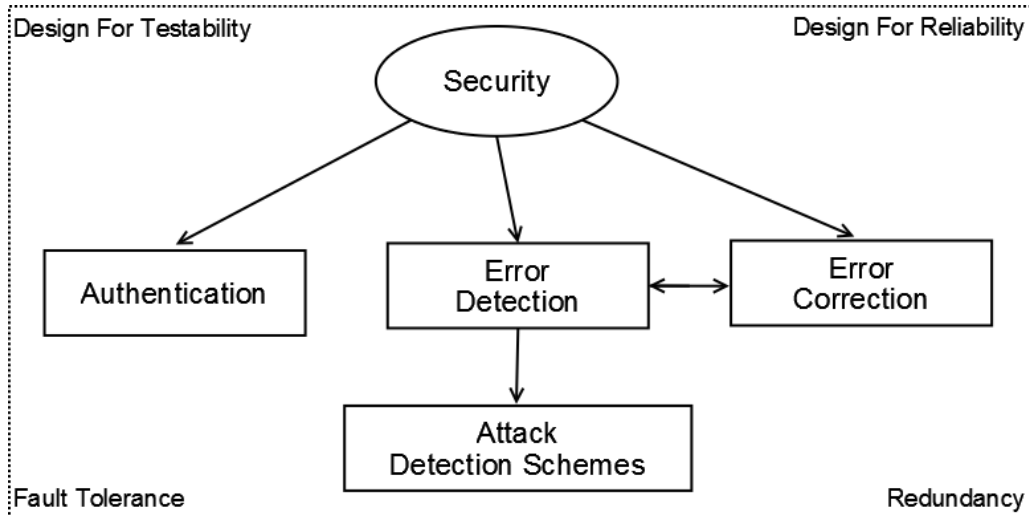 Design For Testability
Design For Reliability
Security
Authentication
Error
Detection
Error
Correction
Attack
Detection Schemes
Fault Tolerance
Redundancy